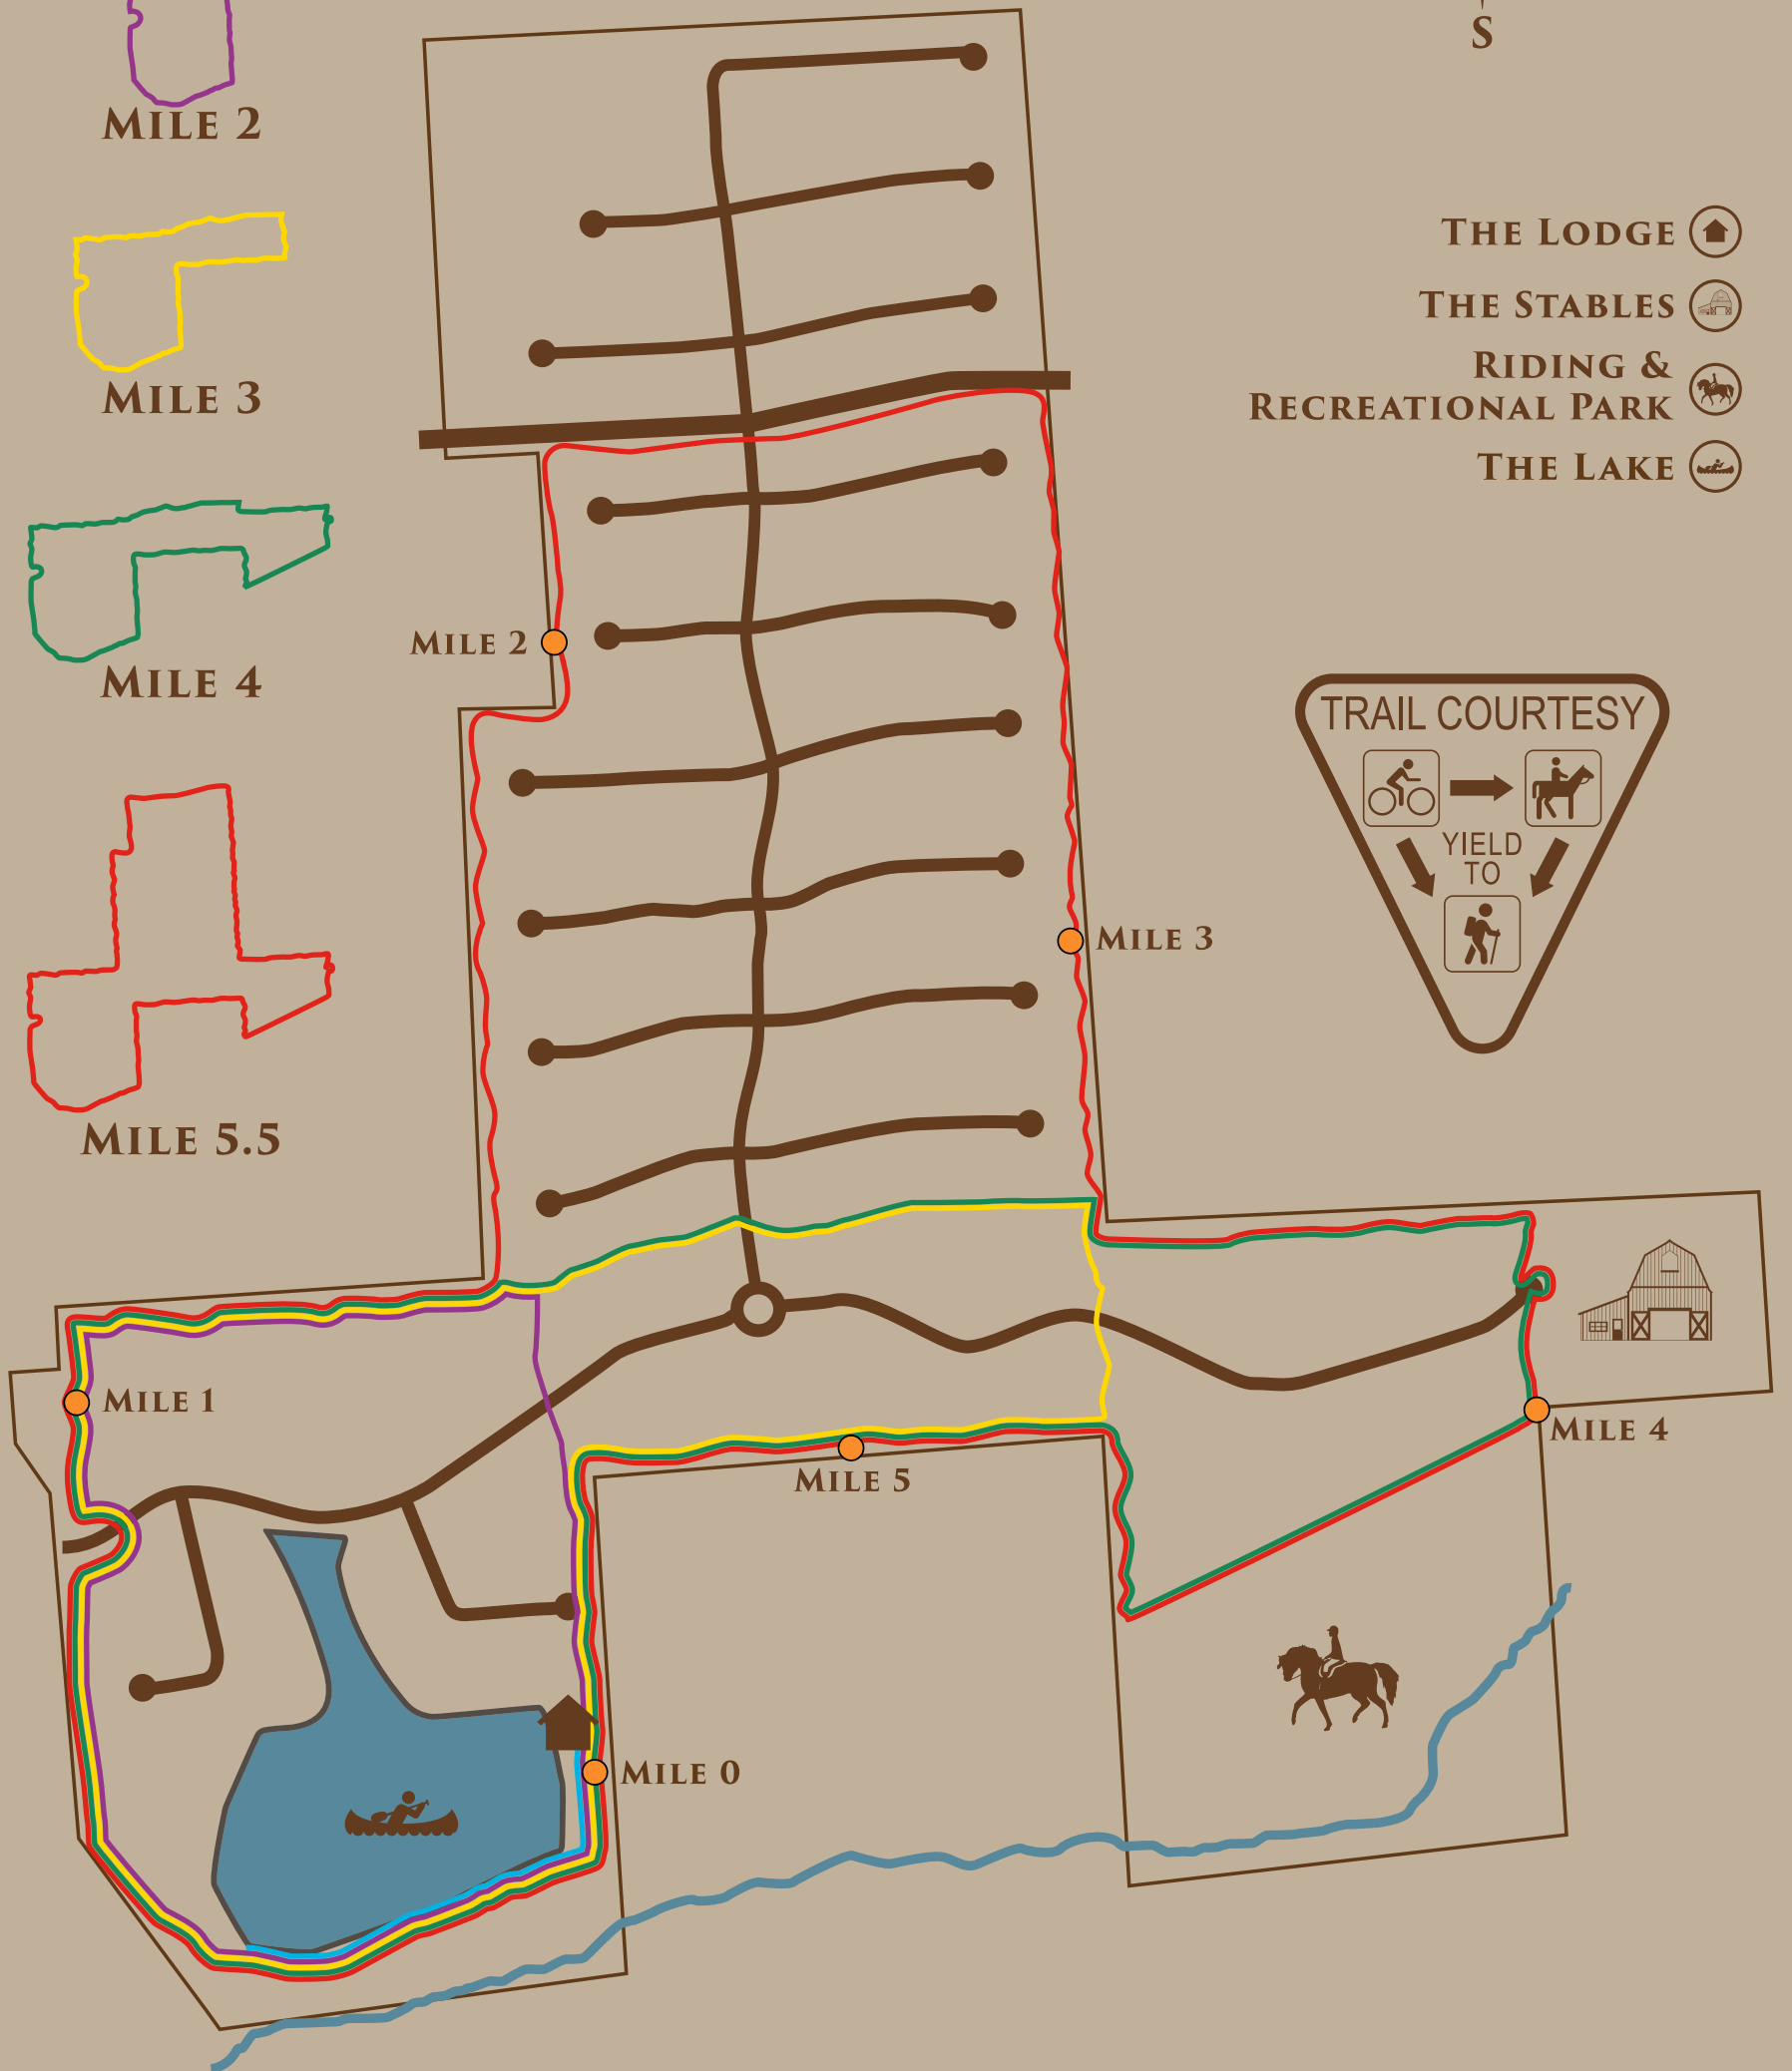 S
MILE 2
MILE 3
MILE 4
MILE 5.5
THE LODGE
THE STABLES
RIDING &
RECREATIONAL PARK
THE LAKE
TRAIL COURTESY
YIELD
TO
MILE 2
MILE 3
MILE 1
MILE 4
MILE 5
MILE 0